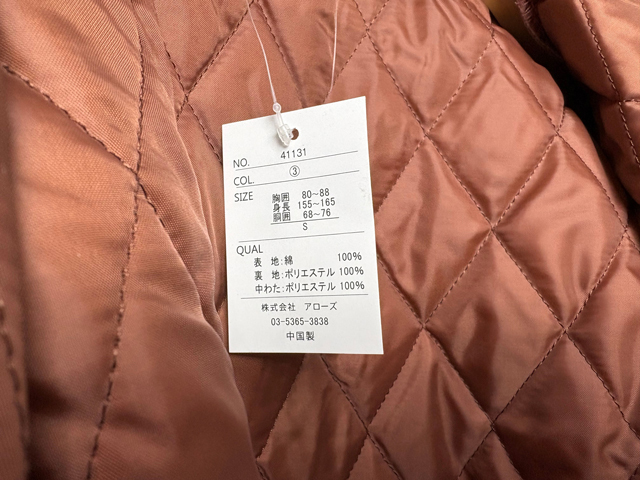 NO. 41131
COL. ③
SIZE 胸囲 80～88
身長 155～165
胴囲 68～76
S
QUAL
表 地:綿 100%
裏 地:ポリエステル 100%
中わた:ポリエステル 100%
株式会社 アローズ
03-5365-3838
中国製